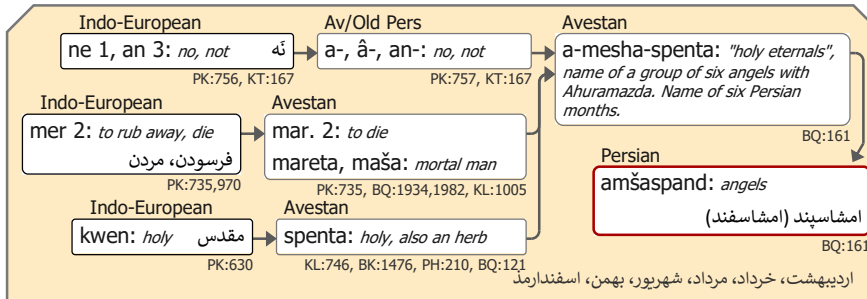 Indo-European
ne 1, an 3: no, not نَه
PK:756, KT:167
Av/Old Pers
a-, â-, an-: no, not
PK:757, KT:167
Avestan
a-mesha-spenta: "holy eternals",
name of a group of six angels with
Ahuramazda. Name of six Persian
months.
BQ:161
Indo-European
mer 2: to rub away, die
فرسودن، مردن
PK:735,970
Avestan
mar. 2: to die
mareta, maša: mortal man
PK:735, BQ:1934,1982, KL:1005
Persian
amšaspand: angels
امشاسپند (امشاسفند)
BQ:161
Indo-European
kwen: holy مقدس
PK:630
Avestan
spenta: holy, also an herb
KL:746, BK:1476, PH:210, BQ:121
اردیبهشت، خرداد، مرداد، شهریور، بهمن، اسفندارمذ